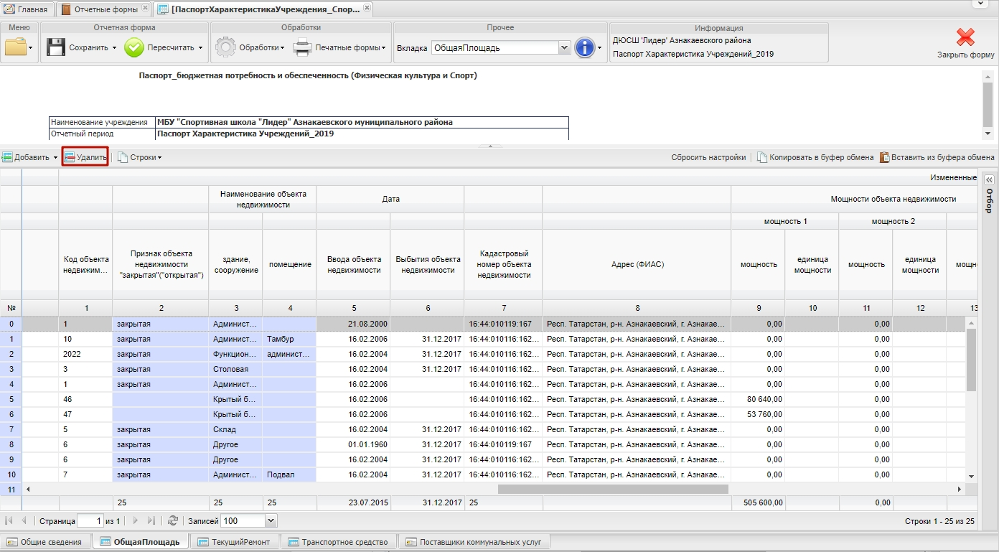 Главная
Отчетные формы
[ПаспортХарактеристикаУчреждения_Спор...
Меню
Отчетная форма
Обработки
Прочее
Информация
Сохранить
Пересчитать
Обработки
Печатные формы
Вкладка
ОбщаяПлощадь
ДЮСШ 'Лидер' Азнакаевского района
Паспорт Характеристика Учреждений_2019
Закрыть форму
Паспорт_бюджетная потребность и обеспеченность (Физическая культура и Спорт)
Наименование учреждения МБУ "Спортивная школа "Лидер" Азнакаевского муниципального района
Отчетный период Паспорт Характеристика Учреждений_2019
Добавить Удалить Строки Сбросить настройки Копировать в буфер обмена Вставить из буфера обмена
Измененные
Отбор
Наименование объекта недвижимости
Дата
Мощности объекта недвижимости
мощность 1 мощность 2
Код объекта недвижим...
Признак объекта недвижимости "закрытая"("открытая")
здание, сооружение
помещение
Ввода объекта недвижимости
Выбытия объекта недвижимости
Кадастровый номер объекта недвижимости
Адрес (ФИАС)
мощность
единица мощности
мощность
единица мощности
мощн
№ 1 2 3 4 5 6 7 8 9 10 11 12 13
0 1 закрытая Админист... 21.08.2000 16:44:010119:167 Респ. Татарстан, р-н. Азнакаевский, г. Азнакае... 0,00 0,00
1 10 закрытая Админист... Тамбур 16.02.2006 31.12.2017 16:44:010116:162... Респ. Татарстан, р-н. Азнакаевский, г. Азнакае... 0,00 0,00
2 2022 закрытая Функцион... админист... 16.02.2004 31.12.2017 16:44:010116:162... Респ. Татарстан, р-н. Азнакаевский, г. Азнакае... 0,00 0,00
3 3 закрытая Столовая 16.02.2004 31.12.2017 16:44:010116:162... Респ. Татарстан, р-н. Азнакаевский, г. Азнакае... 0,00 0,00
4 1 закрытая Админист... 16.02.2006 16:44:010116:162... Респ. Татарстан, р-н. Азнакаевский, г. Азнакае... 0,00 0,00
5 46 Крытый б... 16.02.2006 16:44:010116:162... Респ. Татарстан, р-н. Азнакаевский, г. Азнакае... 80 640,00 0,00
6 47 Крытый б... 16.02.2006 16:44:010116:162... Респ. Татарстан, р-н. Азнакаевский, г. Азнакае... 53 760,00 0,00
7 5 закрытая Склад 16.02.2004 31.12.2017 16:44:010116:162... Респ. Татарстан, р-н. Азнакаевский, г. Азнакае... 0,00 0,00
8 6 закрытая Другое 01.01.1960 31.12.2017 16:44:010119:167 Респ. Татарстан, р-н. Азнакаевский, г. Азнакае... 0,00 0,00
9 6 закрытая Другое 16.02.2004 31.12.2017 16:44:010116:162... Респ. Татарстан, р-н. Азнакаевский, г. Азнакае... 0,00 0,00
10 7 закрытая Админист... Подвал 16.02.2004 31.12.2017 16:44:010116:162... Респ. Татарстан, р-н. Азнакаевский, г. Азнакае... 0,00 0,00
11
25 25 25 23.07.2015 31.12.2017 25 505 600,00 0,00
Страница 1 из 1 Записей 100 Строки 1 - 25 из 25
Общие сведения ОбщаяПлощадь ТекущийРемонт Транспортное средство Поставщики коммунальных услуг